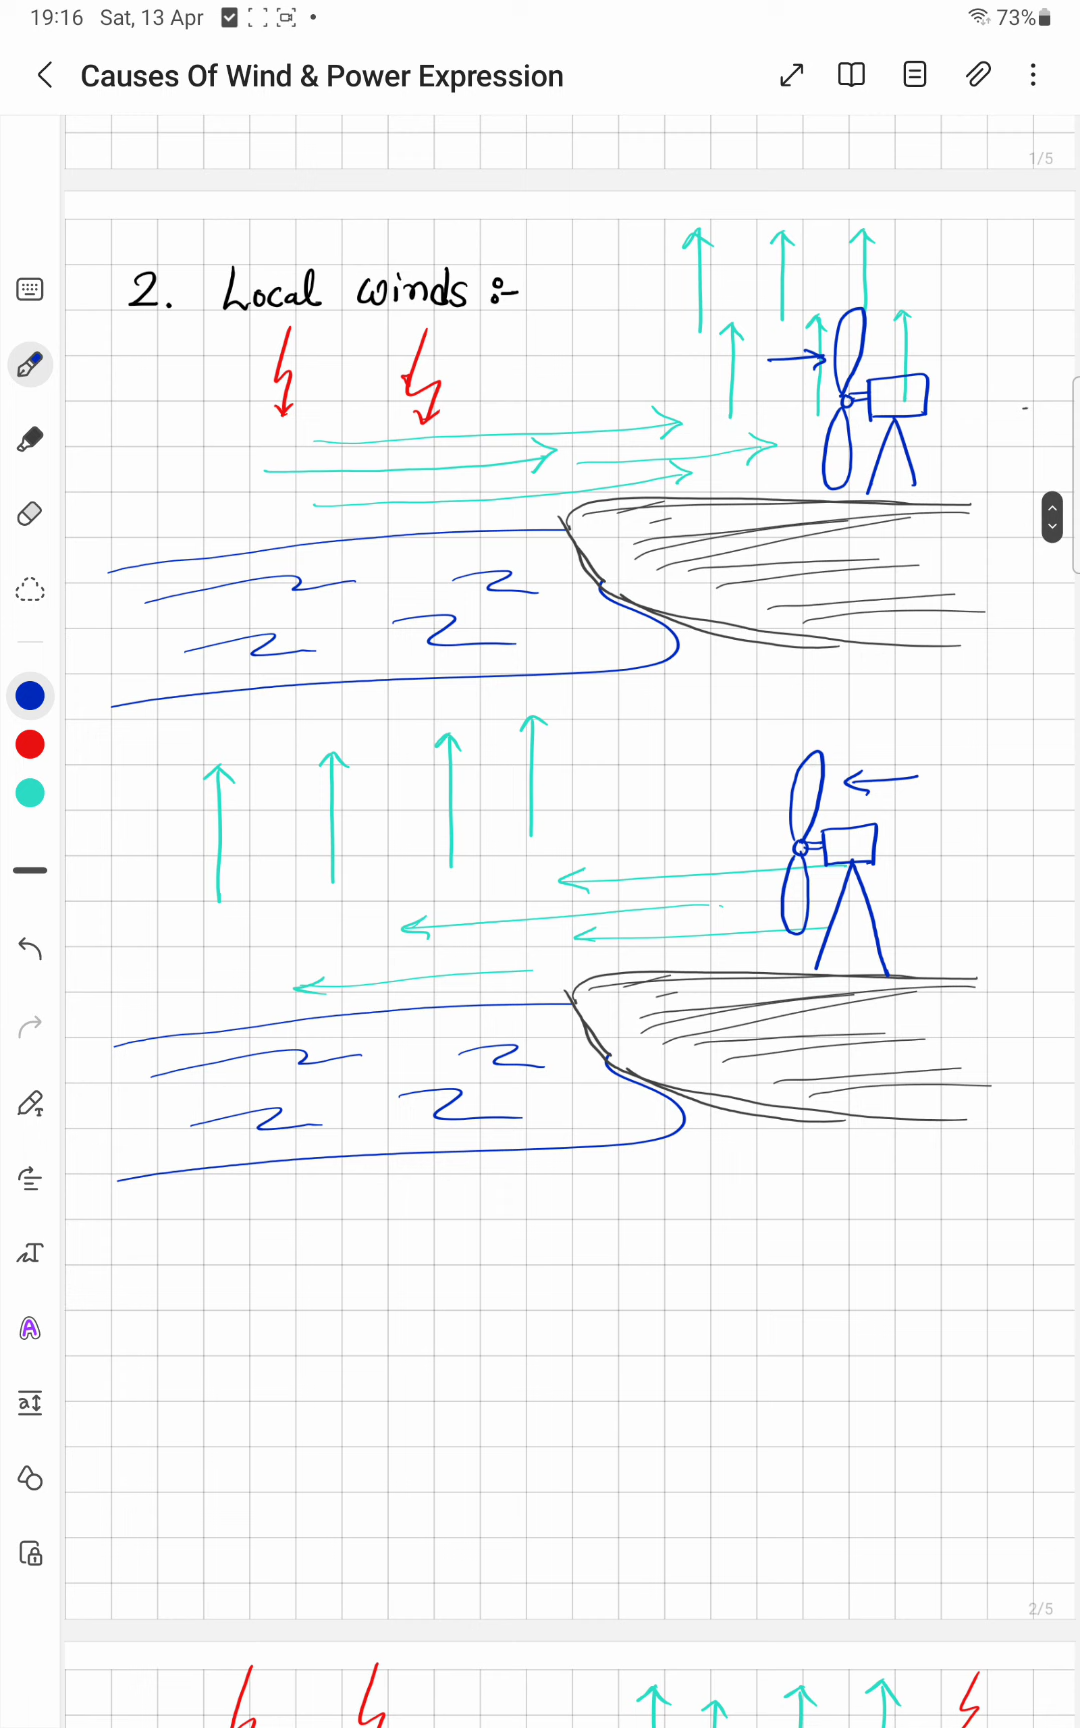 19:16 Sat, 13 Apr 73%
Causes Of Wind & Power Expression
1/5
2. Local winds :-
2/5